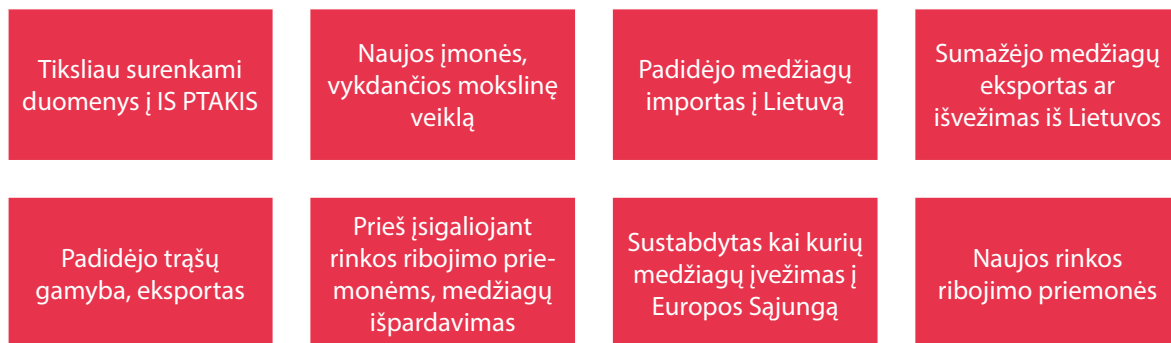 Tiksliau surenkami
duomenys į IS PTAKIS
Naujos įmonės,
vykdančios mokslinę
veiklą
Padidėjo medžiagų
importas į Lietuvą
Sumažėjo medžiagų
eksportas ar
išvežimas iš Lietuvos
Padidėjo trąšų
gamyba, eksportas
Prieš įsigaliojant
rinkos ribojimo prie-
monėms, medžiagų
išpardavimas
Sustabdytas kai kurių
medžiagų įvežimas į
Europos Sąjungą
Naujos rinkos
ribojimo priemonės